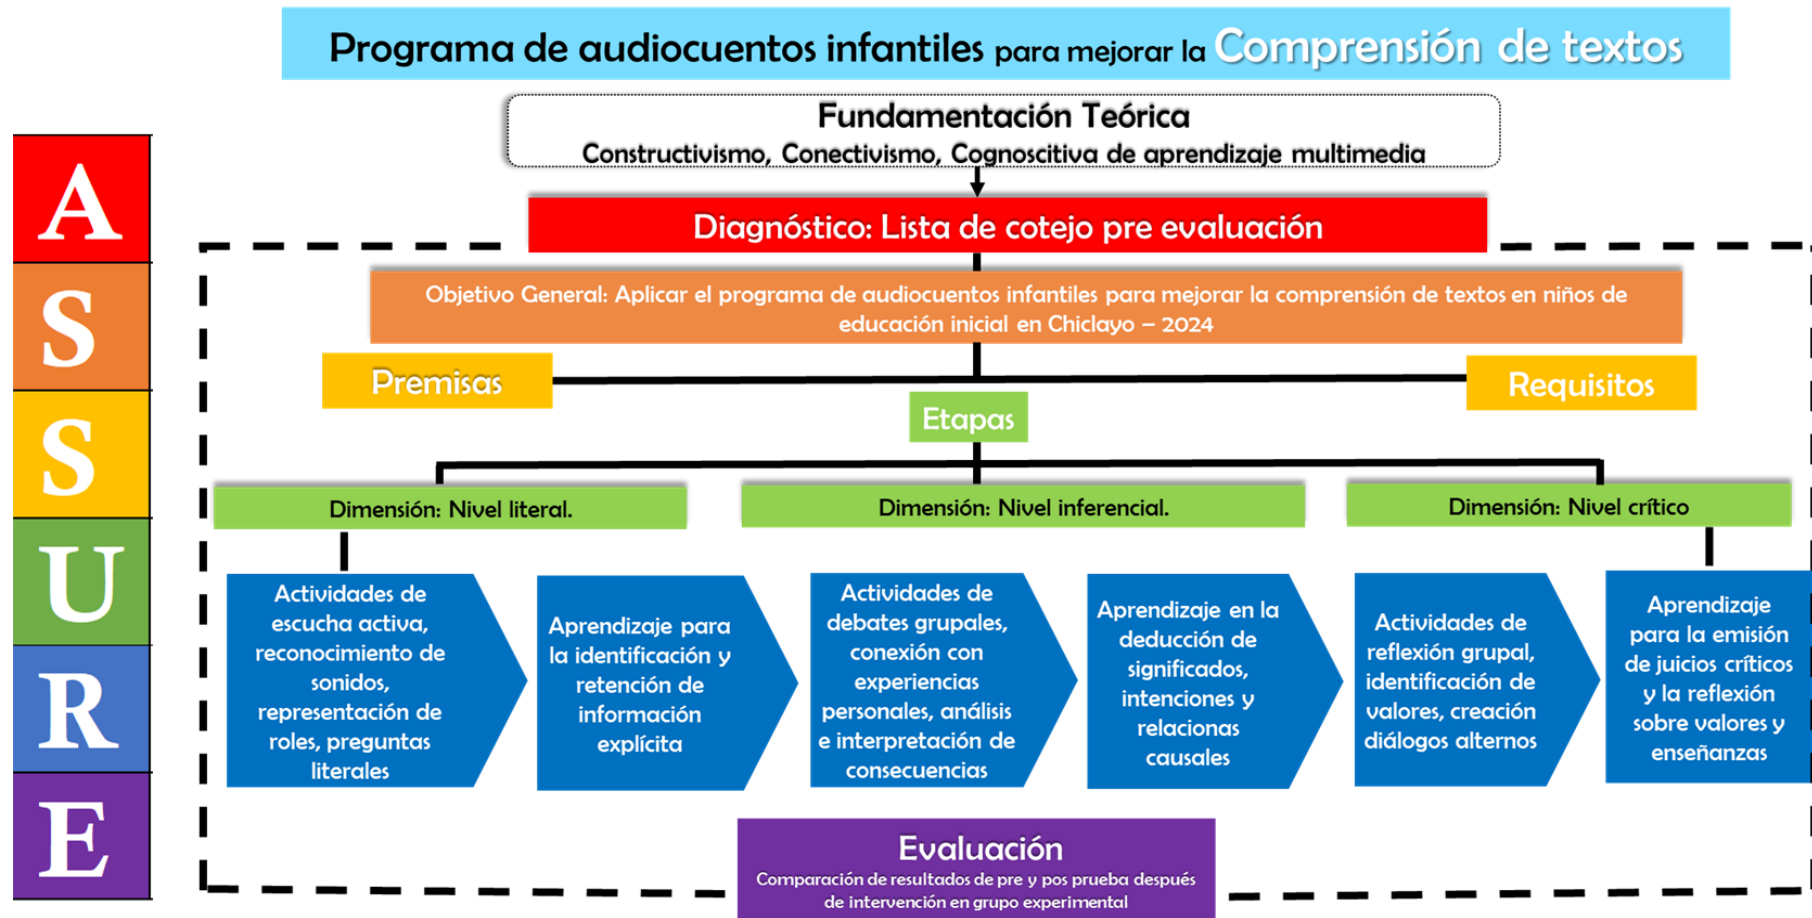 Programa de audiocuentos infantiles para mejorar la Comprensión de textos
Fundamentación Teórica
Constructivismo, Conectivismo, Cognoscitiva de aprendizaje multimedia
A
S
S
U
R
E
Diagnóstico: Lista de cotejo pre evaluación
Objetivo General: Aplicar el programa de audiocuentos infantiles para mejorar la comprensión de textos en niños de
educación inicial en Chiclayo – 2024
Premisas
Requisitos
Etapas
Dimensión: Nivel literal.
Dimensión: Nivel inferencial.
Dimensión: Nivel crítico
Actividades de
escucha activa,
reconocimiento de
sonidos,
representación de
roles, preguntas
literales
Aprendizaje para
la identificación y
retención de
información
explícita
Actividades de
debates grupales,
conexión con
experiencias
personales, análisis
e interpretación de
consecuencias
Aprendizaje en la
deducción de
significados,
intenciones y
relacionas
causales
Actividades de
reflexión grupal,
identificación de
valores, creación
diálogos alternos
Aprendizaje
para la emisión
de juicios críticos
y la reflexión
sobre valores y
enseñanzas
Evaluación
Comparación de resultados de pre y pos prueba después
de intervención en grupo experimental